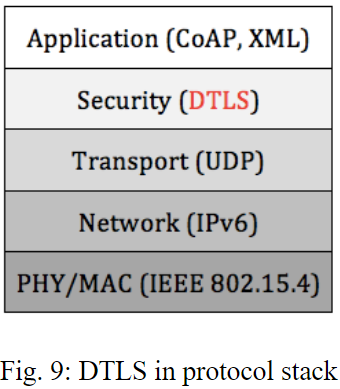 Application (CoAP, XML)
Security (DTLS)
Transport (UDP)
Network (IPv6)
PHY/MAC (IEEE 802.15.4)
Fig. 9: DTLS in protocol stack